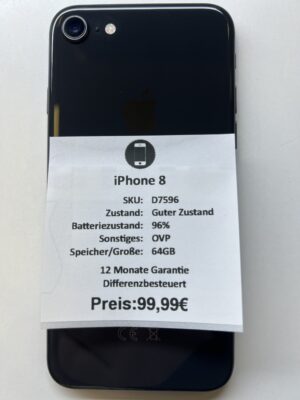 iPhone 8
SKU: D7596
Zustand: Guter Zustand
Batteriezustand: 96%
Sonstiges: OVP
Speicher/Große: 64GB
12 Monate Garantie
Differenzbesteuert
Preis:99,99€